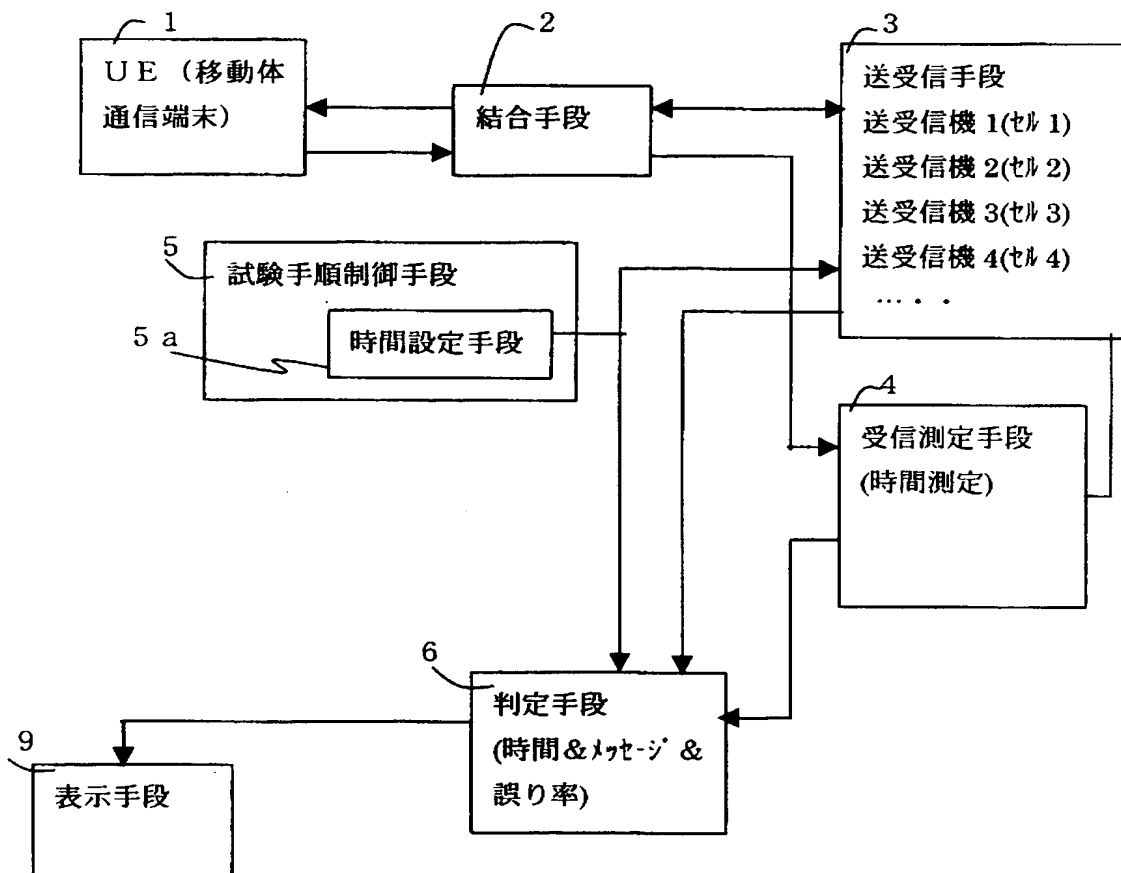 1
UE（移動体
通信端末）
2
結合手段
3
送受信手段
送受信機1(ｾﾙ1)
送受信機2(ｾﾙ2)
送受信機3(ｾﾙ3)
送受信機4(ｾﾙ4)
…・・
5
試験手順制御手段
5a
時間設定手段
4
受信測定手段
(時間測定)
6
判定手段
(時間&ﾒｯｾｰｼﾞ&
誤り率)
9
表示手段